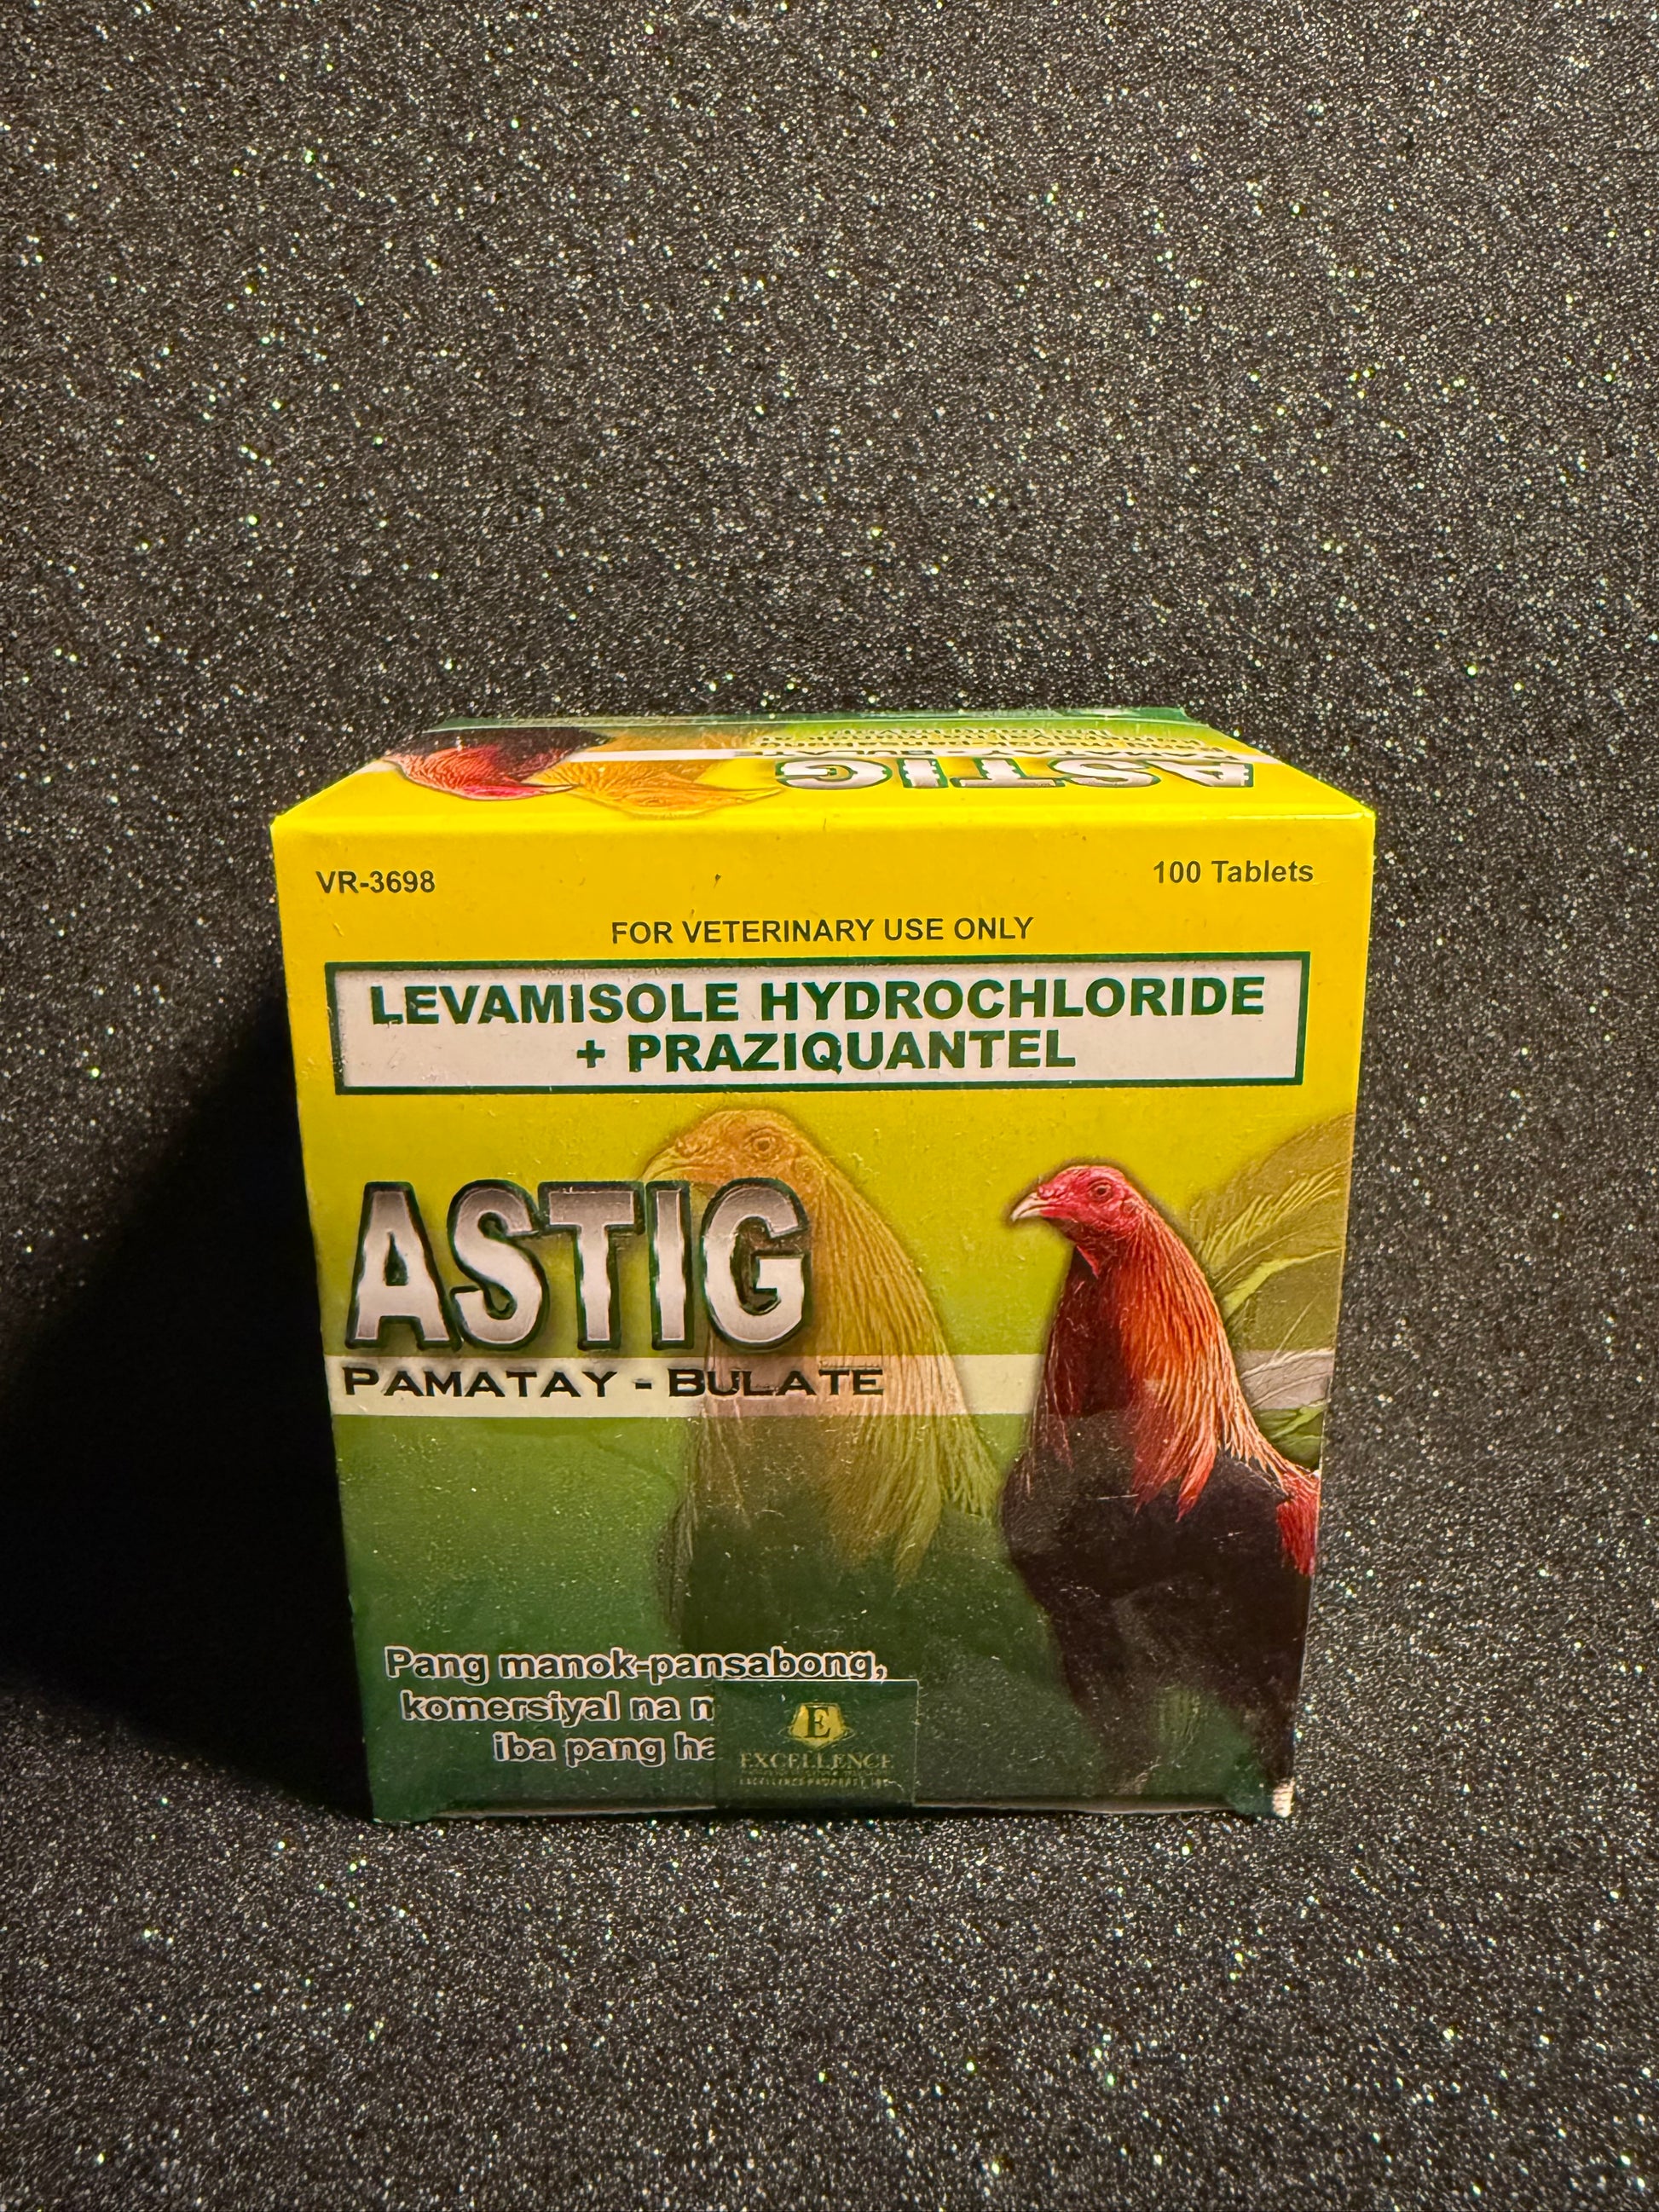 ASTIG
VR-3698
100 Tablets
FOR VETERINARY USE ONLY
LEVAMISOLE HYDROCHLORIDE
+ PRAZIQUANTEL
ASTIG
PAMATAY - BULATE
Pang manok-pansabong,
komersiyal na
iba pang
E
EXCELLENCE